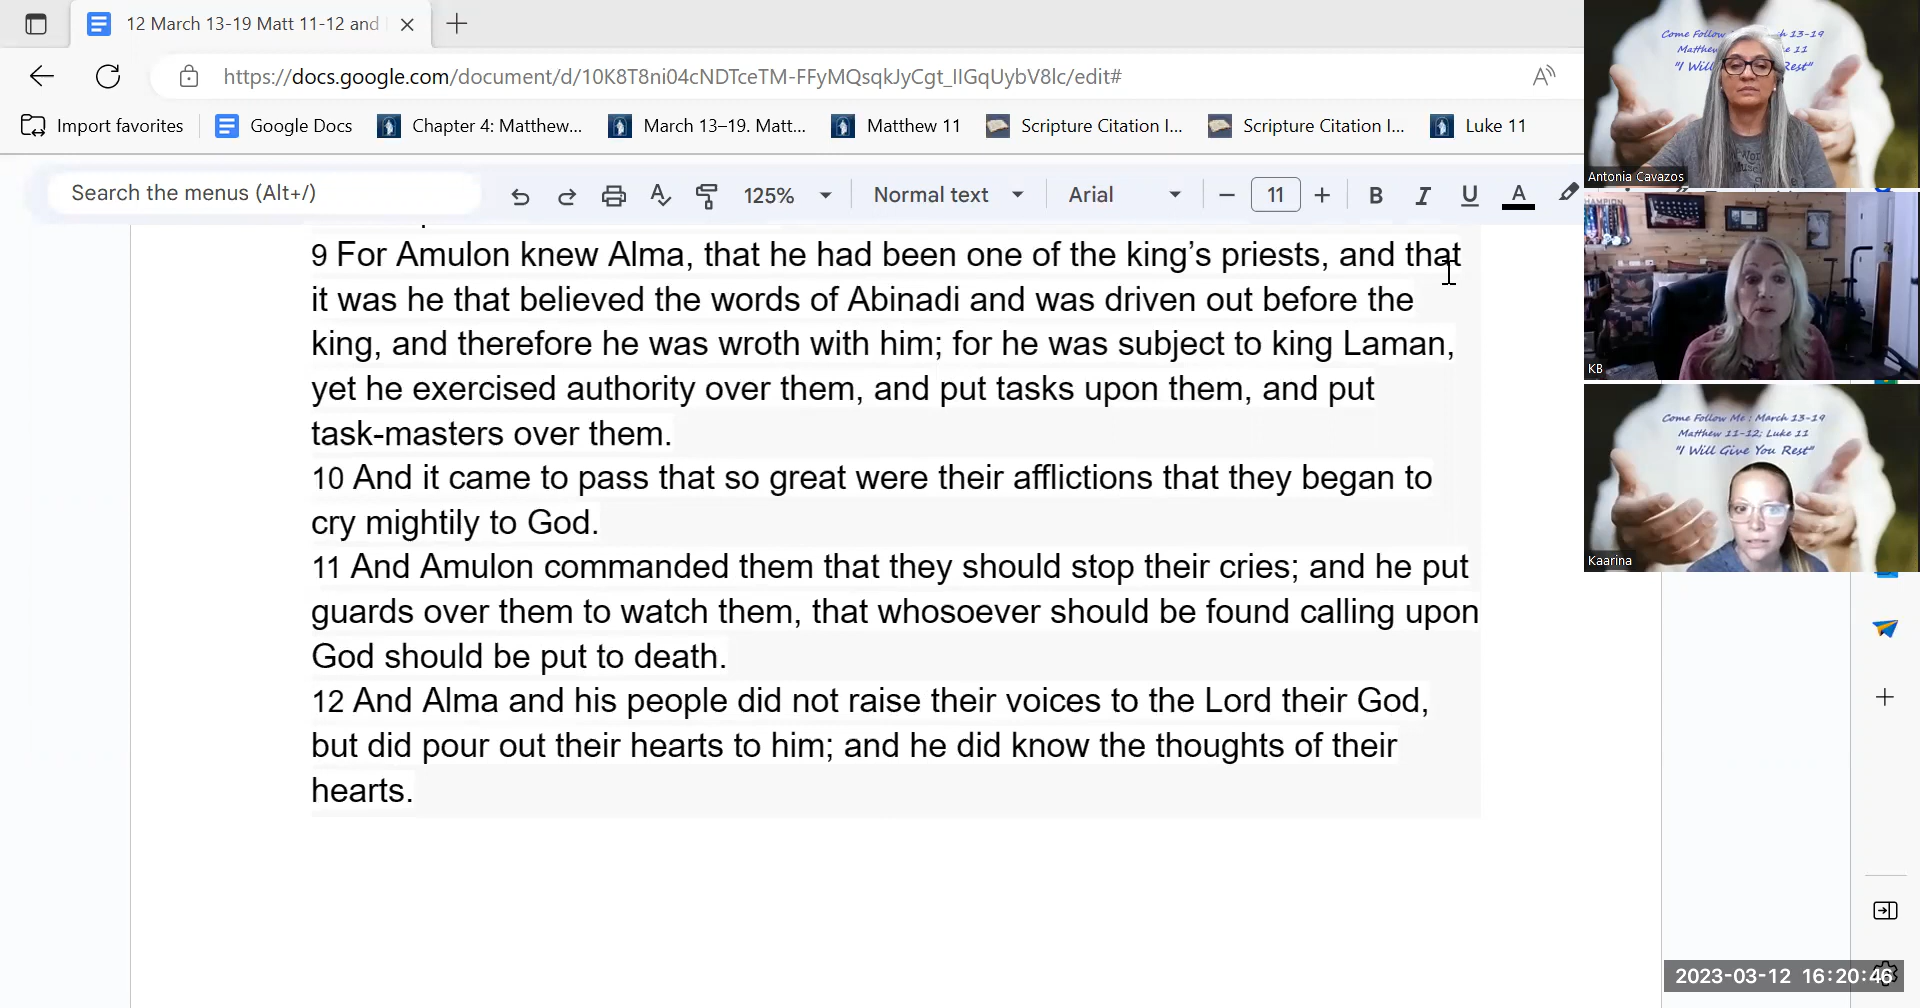 12 March 13-19 Matt 11-12 and
https://docs.google.com/document/d/10K8T8ni04cNDTceTM-FFyMQsqkJyCgt_IIGqUybV8lc/edit#
Import favorites
Google Docs
Chapter 4: Matthew...
March 13–19. Matt...
Matthew 11
Scripture Citation I...
Scripture Citation I...
Luke 11
Search the menus (Alt+/)
125%
Normal text
Arial
11
B I U A
9 For Amulon knew Alma, that he had been one of the king’s priests, and that
it was he that believed the words of Abinadi and was driven out before the
king, and therefore he was wroth with him; for he was subject to king Laman,
yet he exercised authority over them, and put tasks upon them, and put
task-masters over them.
10 And it came to pass that so great were their afflictions that they began to
cry mightily to God.
11 And Amulon commanded them that they should stop their cries; and he put
guards over them to watch them, that whosoever should be found calling upon
God should be put to death.
12 And Alma and his people did not raise their voices to the Lord their God,
but did pour out their hearts to him; and he did know the thoughts of their
hearts.
Come Follow ch 13-19
Matthew 11
"I Will Rest"
Antonia Cavazos
KB
Come Follow Me : March 13-19
Matthew 11-12; Luke 11
"I Will Give You Rest"
Kaarina
2023-03-12 16:20:46